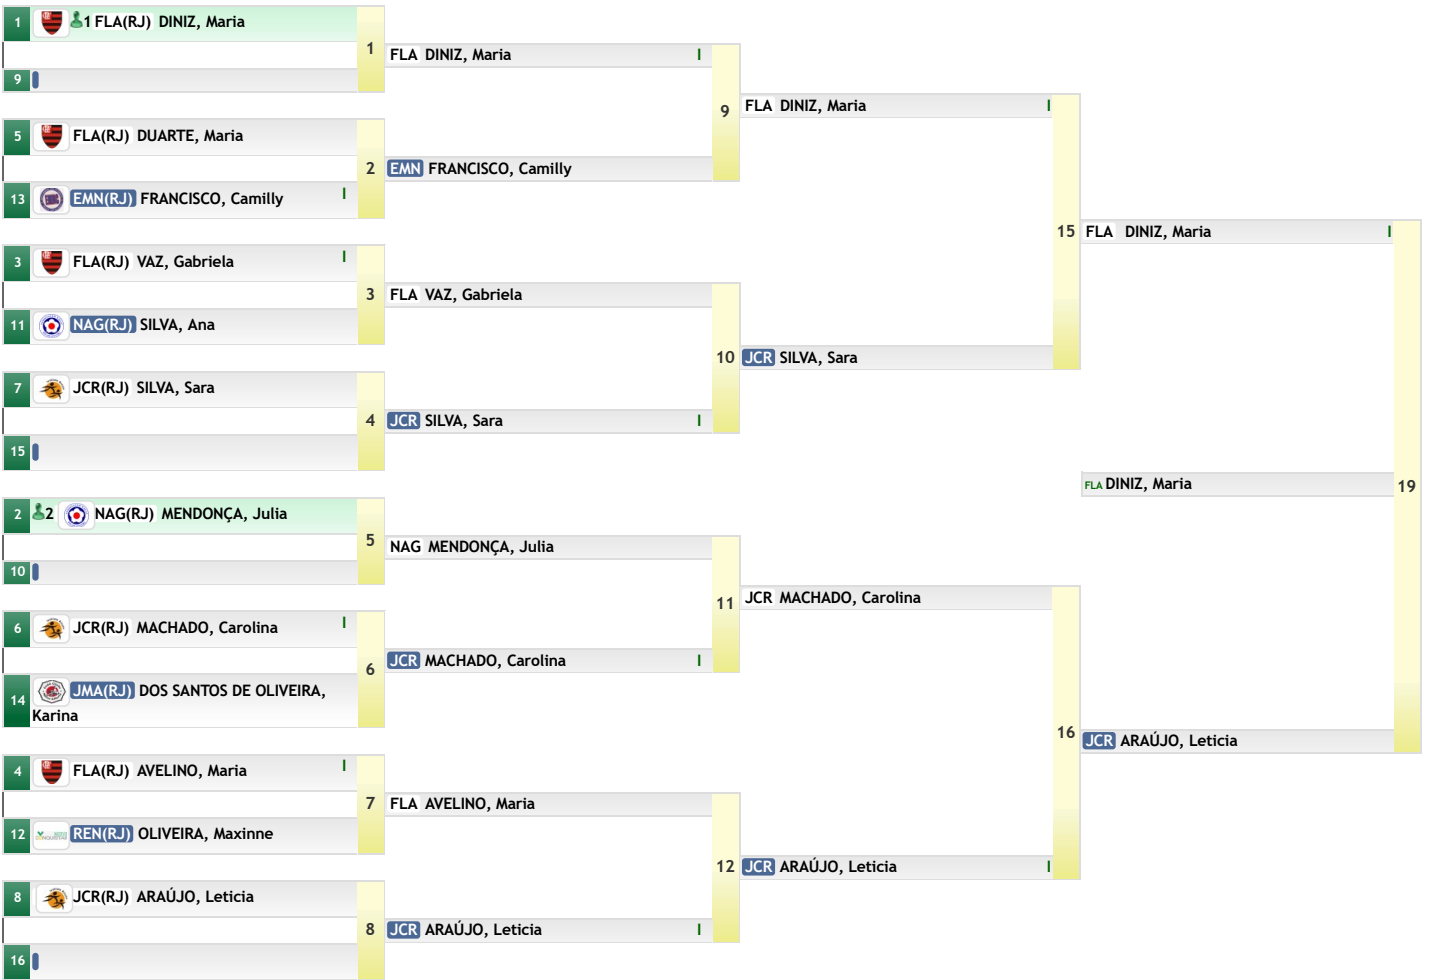 1 1 FLA(RJ) DINIZ, Maria
9
1
5 FLA(RJ) DUARTE, Maria
13 EMN(RJ) FRANCISCO, Camilly I
2
3 FLA(RJ) VAZ, Gabriela I
11 NAG(RJ) SILVA, Ana
3
7 JCR(RJ) SILVA, Sara
15
4
2 2 NAG(RJ) MENDONÇA, Julia
10
5
6 JCR(RJ) MACHADO, Carolina I
14 JMA(RJ) DOS SANTOS DE OLIVEIRA,
Karina
6
4 FLA(RJ) AVELINO, Maria I
12 REN(RJ) OLIVEIRA, Maxinne
7
8 JCR(RJ) ARAÚJO, Leticia
16
8
FLA DINIZ, Maria I
EMN FRANCISCO, Camilly
9
FLA VAZ, Gabriela
JCR SILVA, Sara I
10
NAG MENDONÇA, Julia
JCR MACHADO, Carolina I
11
FLA AVELINO, Maria
JCR ARAÚJO, Leticia I
12
FLA DINIZ, Maria I
JCR SILVA, Sara
15
JCR MACHADO, Carolina
JCR ARAÚJO, Leticia I
16
FLA DINIZ, Maria I
JCR ARAÚJO, Leticia
19
FLA DINIZ, Maria